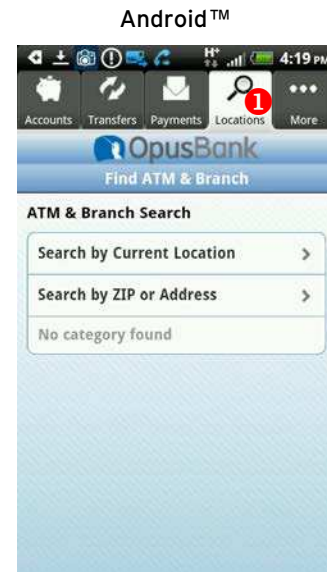 Android™
H+ 4:19 PM
Accounts Transfers Payments Locations More
1
OpusBank
Find ATM & Branch
ATM & Branch Search
Search by Current Location
Search by ZIP or Address
No category found